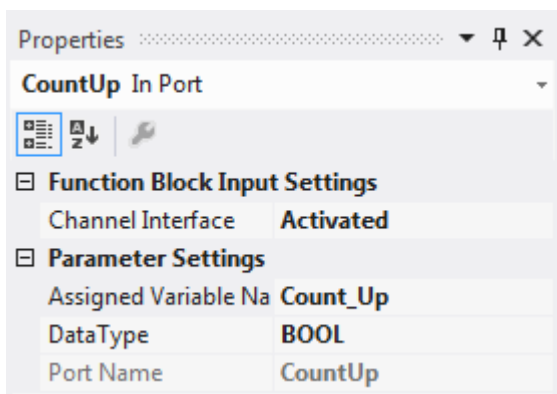 Properties
CountUp In Port
Function Block Input Settings
Channel Interface Activated
Parameter Settings
Assigned Variable Na Count_Up
DataType BOOL
Port Name CountUp